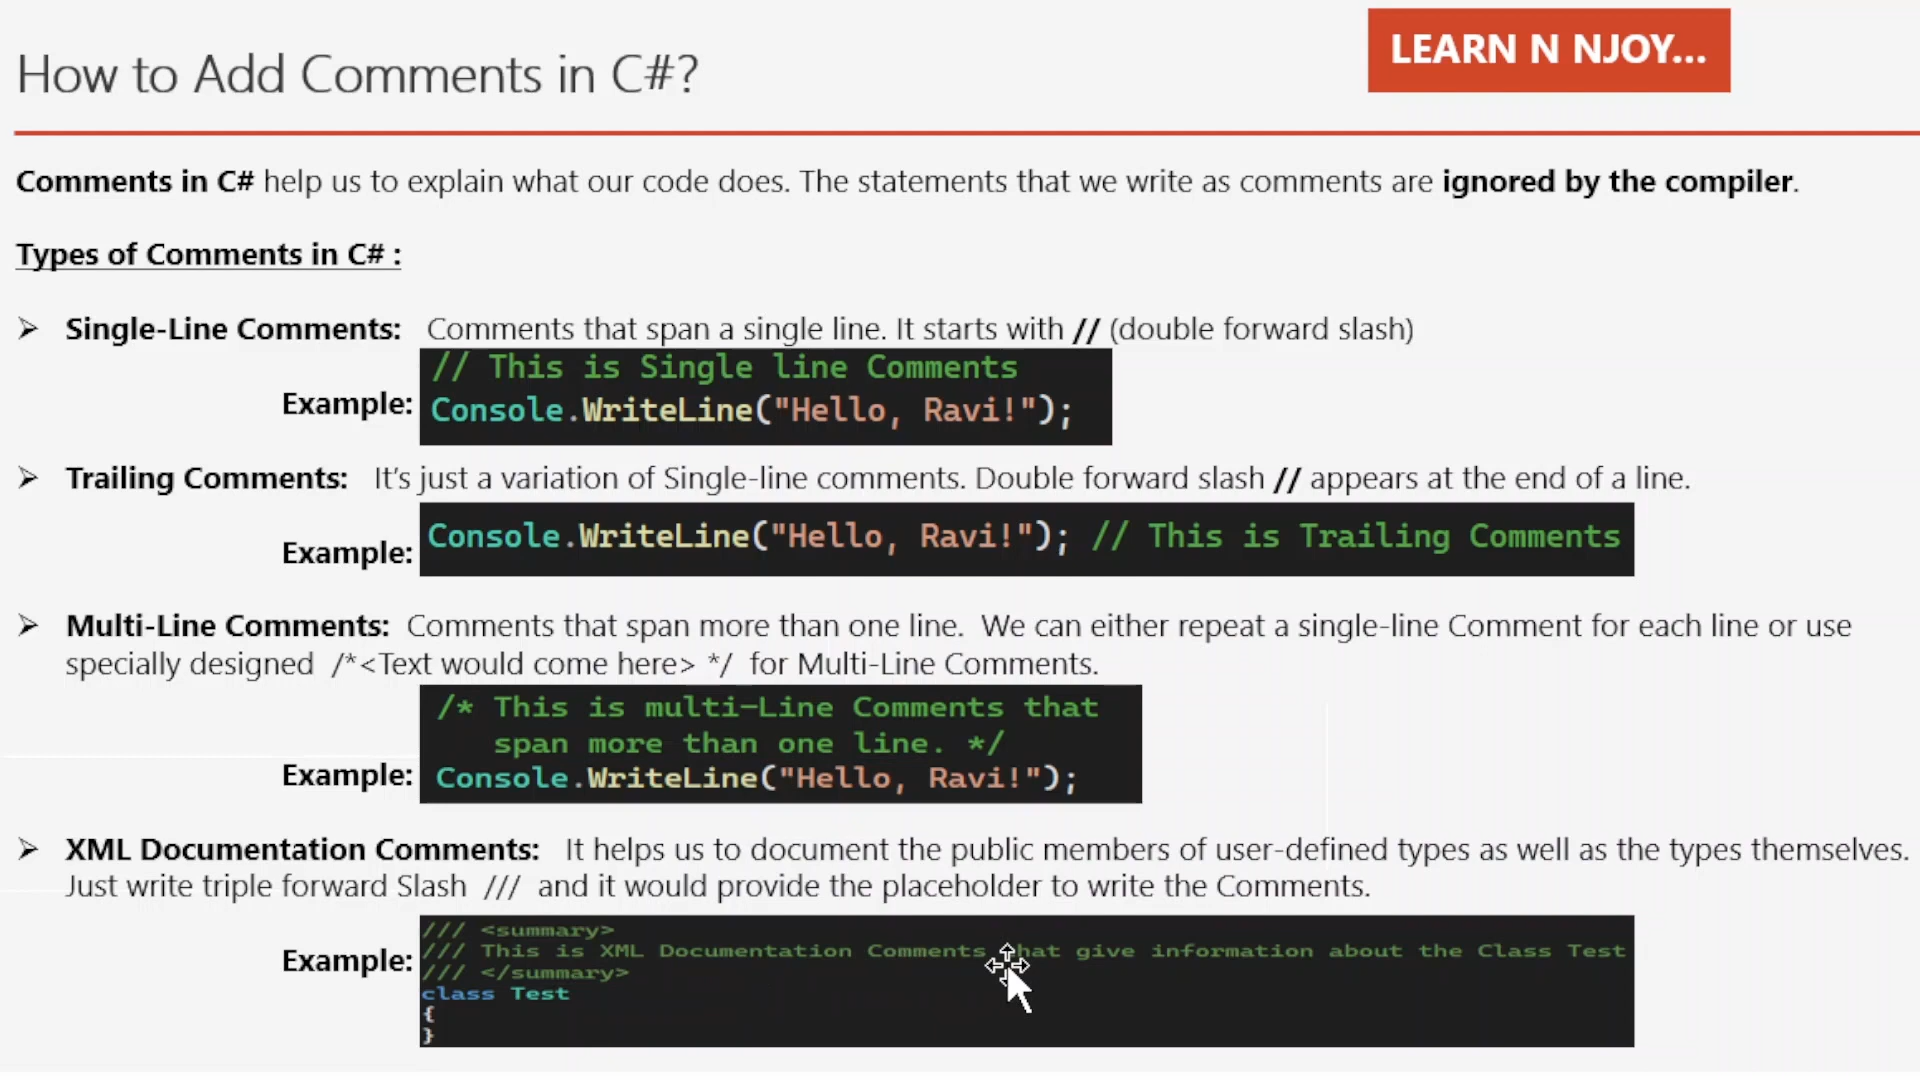 LEARN N NJOY...
How to Add Comments in C#?
Comments in C# help us to explain what our code does. The statements that we write as comments are ignored by the compiler.
Types of Comments in C# :
➢ Single-Line Comments: Comments that span a single line. It starts with // (double forward slash)
// This is Single line Comments
Example:
Console.WriteLine("Hello, Ravi!");
➢ Trailing Comments: It's just a variation of Single-line comments. Double forward slash // appears at the end of a line.
Example: Console.WriteLine("Hello, Ravi!"); // This is Trailing Comments
➢ Multi-Line Comments: Comments that span more than one line. We can either repeat a single-line Comment for each line or use
specially designed /*<Text would come here> */ for Multi-Line Comments.
/* This is multi-Line Comments that
span more than one line. */
Example: Console.WriteLine("Hello, Ravi!");
➢ XML Documentation Comments: It helps us to document the public members of user-defined types as well as the types themselves.
Just write triple forward Slash /// and it would provide the placeholder to write the Comments.
/// <summary>
/// This is XML Documentation Comments that give information about the Class Test
Example:
/// </summary>
class Test
{
}